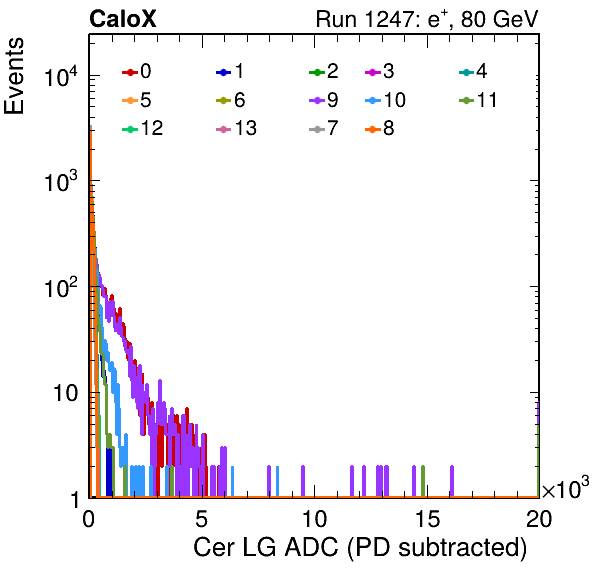 CaloX Run 1247: e⁺, 80 GeV
Events
10⁴
10³
10²
10
1
0 1 2 3 4
5 6 9 10 11
12 13 7 8
0 5 10 15 20
×10³
Cer LG ADC (PD subtracted)